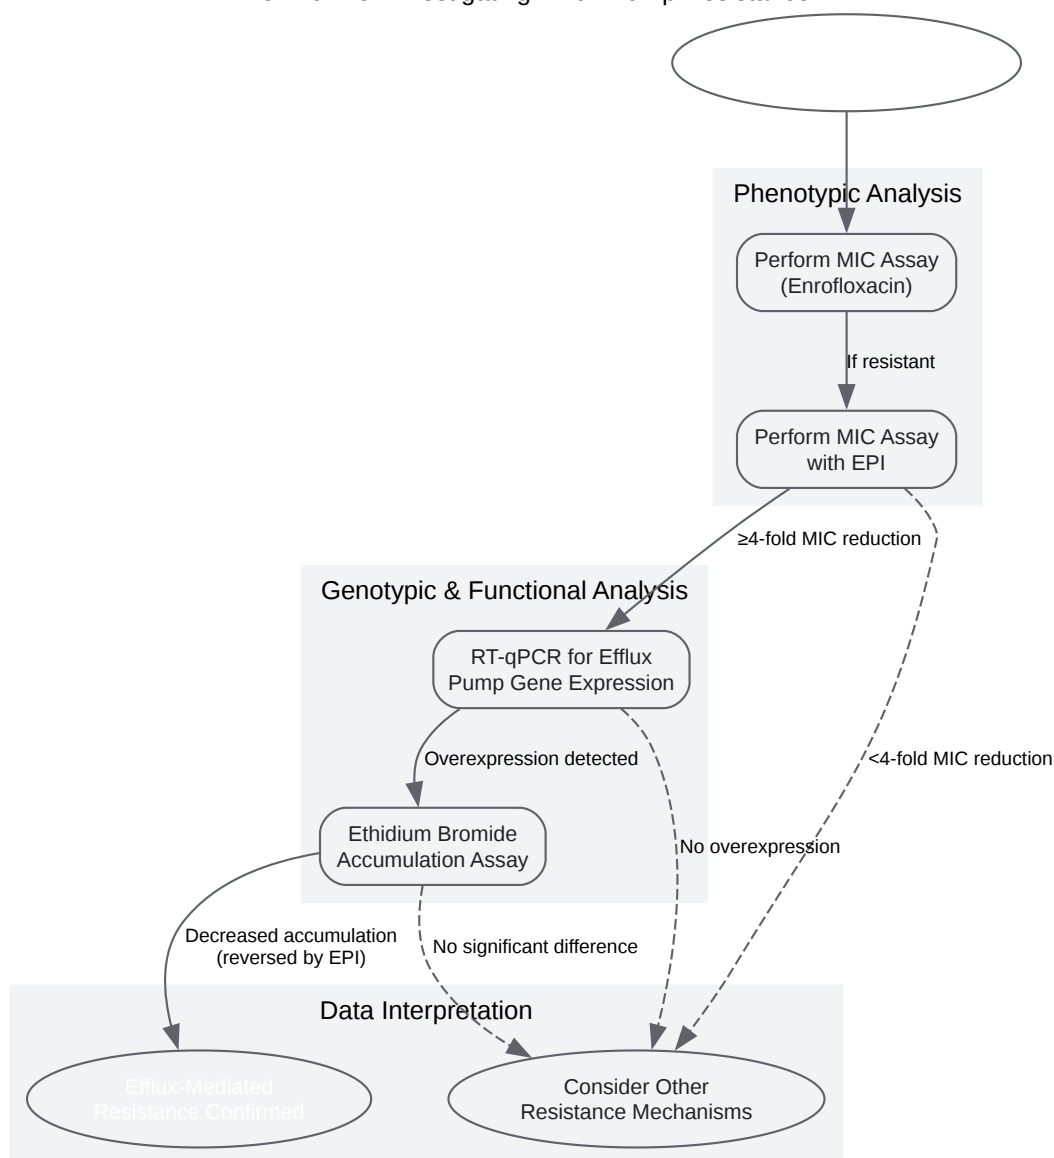 Phenotypic Analysis
Perform MIC Assay
(Enrofloxacin)
If resistant
Perform MIC Assay
with EPI
≥4-fold MIC reduction
Genotypic & Functional Analysis
RT-qPCR for Efflux
Pump Gene Expression
Overexpression detected
<4-fold MIC reduction
Ethidium Bromide
Accumulation Assay
No overexpression
Decreased accumulation
(reversed by EPI)
No significant difference
Data Interpretation
Efflux-Mediated
Resistance Confirmed
Consider Other
Resistance Mechanisms